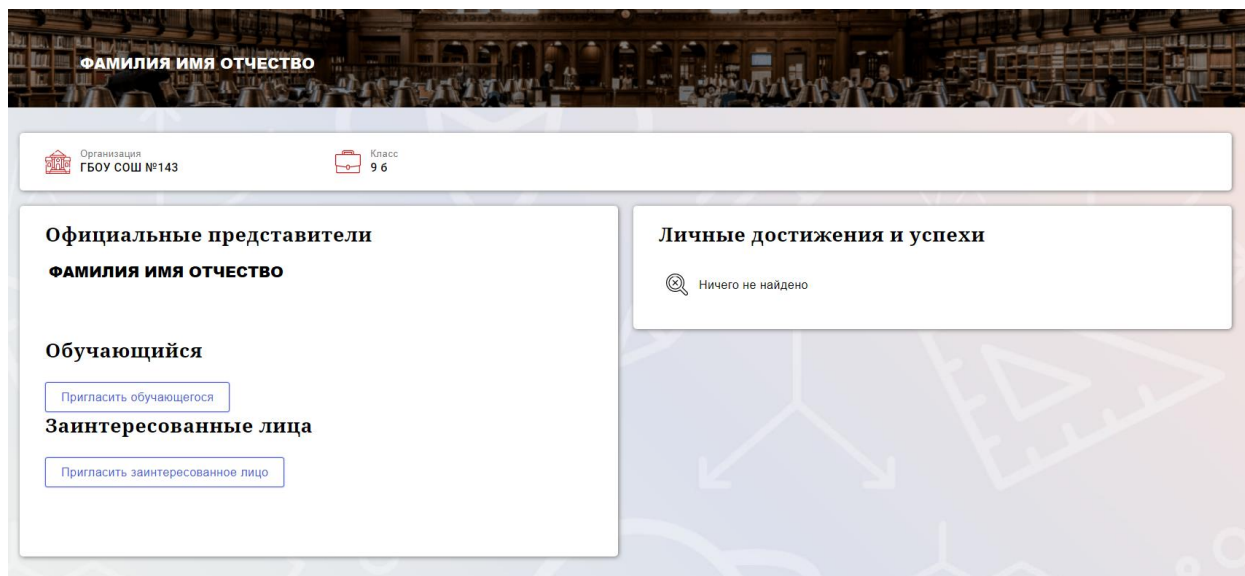 ФАМИЛИЯ ИМЯ ОТЧЕСТВО
Организация
ГБОУ СОШ №143
Класс
9 б
Официальные представители
ФАМИЛИЯ ИМЯ ОТЧЕСТВО
Обучающийся
Пригласить обучающегося
Заинтересованные лица
Пригласить заинтересованное лицо
Личные достижения и успехи
Ничего не найдено